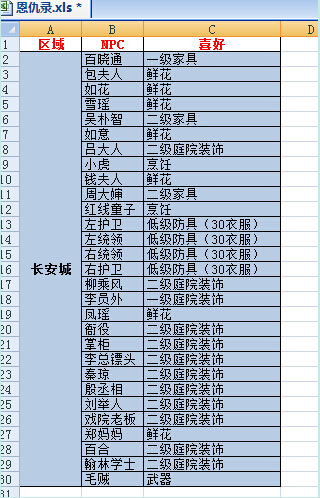 恩仇录.xls *
A B C D
1 区域 NPC 喜好
2 百晓通 一级家具
3 包夫人 鲜花
4 如花 鲜花
5 雪瑶 鲜花
6 吴朴智 二级家具
7 如意 鲜花
8 吕大人 二级庭院装饰
9 小虎 烹饪
10 钱夫人 鲜花
11 周大婶 二级家具
12 红线童子 烹饪
13 左护卫 低级防具（30衣服）
14 左统领 低级防具（30衣服）
15 右统领 低级防具（30衣服）
16 长安城 右护卫 低级防具（30衣服）
17 柳乘风 二级庭院装饰
18 李员外 一级庭院装饰
19 凤瑶 鲜花
20 衙役 二级庭院装饰
21 掌柜 二级庭院装饰
22 李总镖头 二级庭院装饰
23 秦琼 二级庭院装饰
24 殷丞相 二级庭院装饰
25 刘举人 二级庭院装饰
26 戏院老板 二级庭院装饰
27 郑妈妈 鲜花
28 百合 二级庭院装饰
29 翰林学士 二级庭院装饰
30 毛贼 武器
31